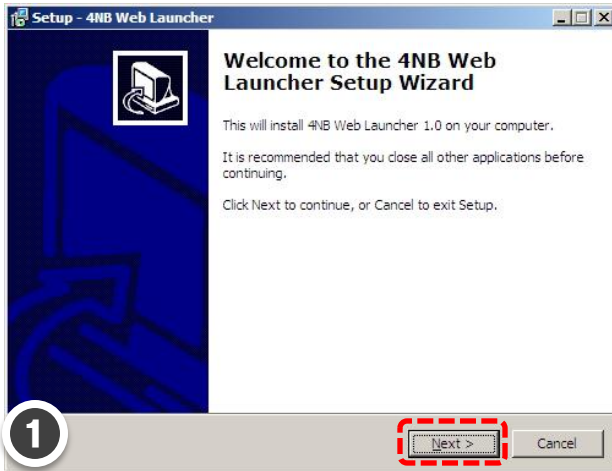 Setup - 4NB Web Launcher
Welcome to the 4NB Web
Launcher Setup Wizard
This will install 4NB Web Launcher 1.0 on your computer.
It is recommended that you close all other applications before
continuing.
Click Next to continue, or Cancel to exit Setup.
1
Next >
Cancel